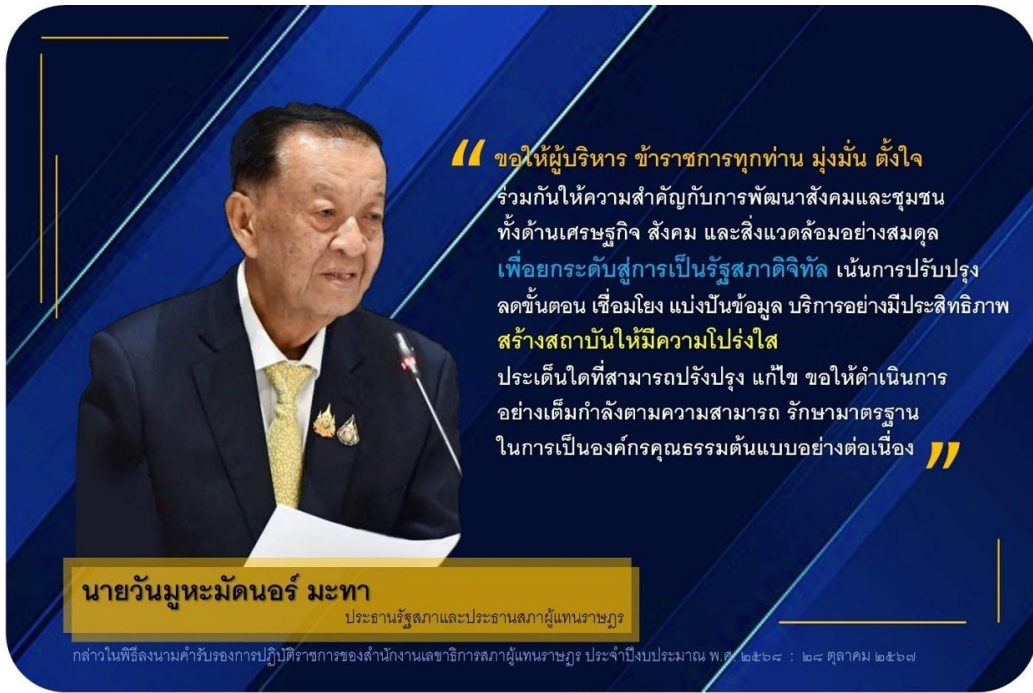 “ ขอให้ผู้บริหาร ข้าราชการทุกท่าน มุ่งมั่น ตั้งใจ
ร่วมกันให้ความสำคัญกับการพัฒนาสังคมและชุมชน
ทั้งด้านเศรษฐกิจ สังคม และสิ่งแวดล้อมอย่างสมดุล
เพื่อยกระดับสู่การเป็นรัฐสภาดิจิทัล เน้นการปรับปรุง
ลดขั้นตอน เชื่อมโยง แบ่งปันข้อมูล บริการอย่างมีประสิทธิภาพ
สร้างสถาบันให้มีความโปร่งใส
ประเด็นใดที่สามารถปรังปรุง แก้ไข ขอให้ดำเนินการ
อย่างเต็มกำลังตามความสามารถ รักษามาตรฐาน
ในการเป็นองค์กรคุณธรรมต้นแบบอย่างต่อเนื่อง ”
นายวันมูหะมัดนอร์ มะทา
ประธานรัฐสภาและประธานสภาผู้แทนราษฎร
กล่าวในพิธีลงนามคำรับรองการปฏิบัติราชการของสำนักงานเลขาธิการสภาผู้แทนราษฎร ประจำปีงบประมาณ พ.ศ. ๒๕๖๘ : ๒๘ ตุลาคม ๒๕๖๗